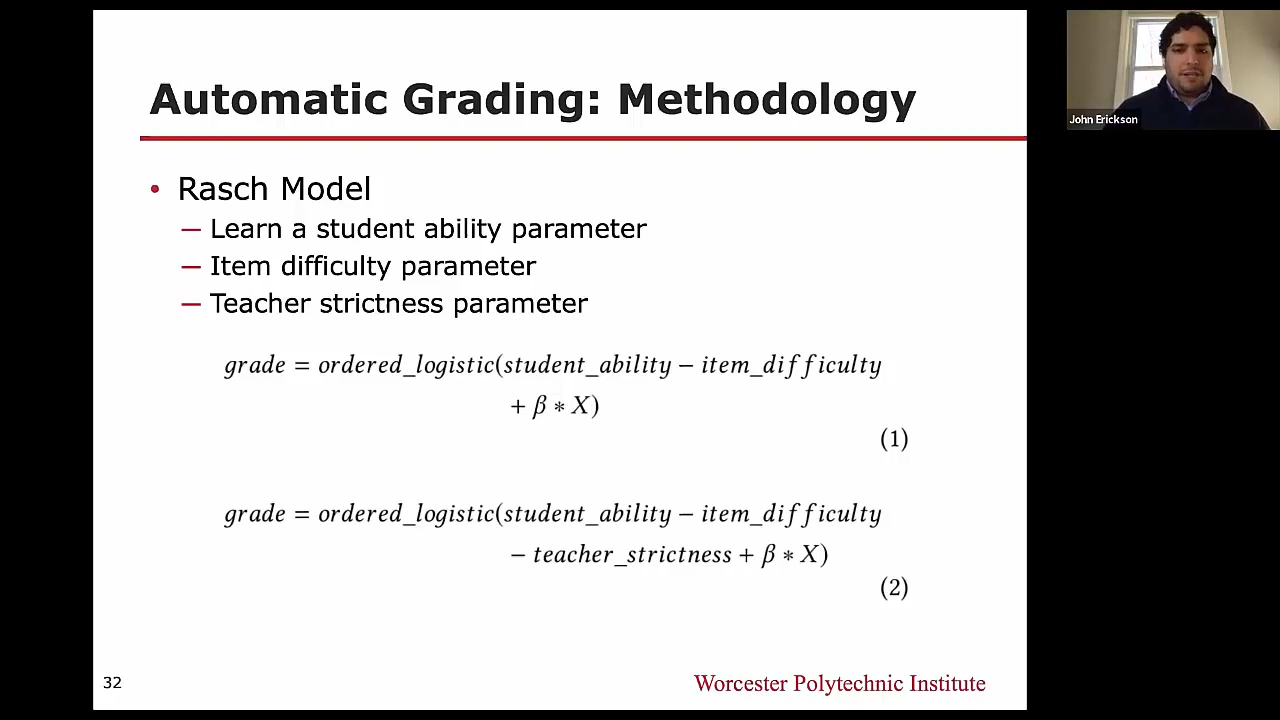 Automatic Grading: Methodology
• Rasch Model
— Learn a student ability parameter
— Item difficulty parameter
— Teacher strictness parameter
grade = ordered_logistic(student_ability − item_difficulty
+ β ∗ X)
(1)
grade = ordered_logistic(student_ability − item_difficulty
− teacher_strictness + β ∗ X)
(2)
32
Worcester Polytechnic Institute
John Erickson